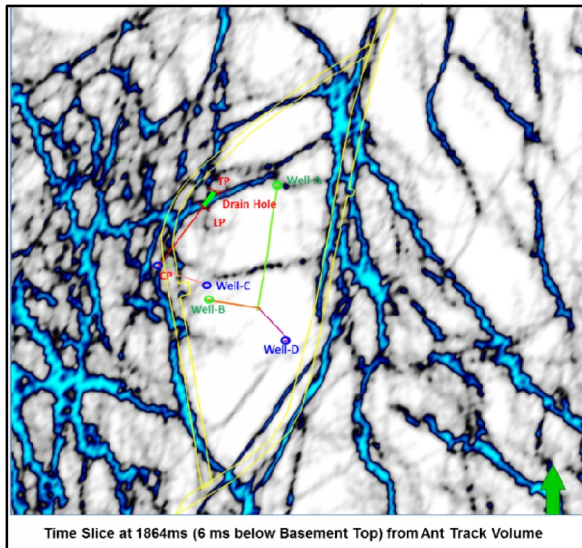 TP
Well-A
Drain Hole
LP
CP
Well-C
Well-B
Well-D
Time Slice at 1864ms (6 ms below Basement Top) from Ant Track Volume